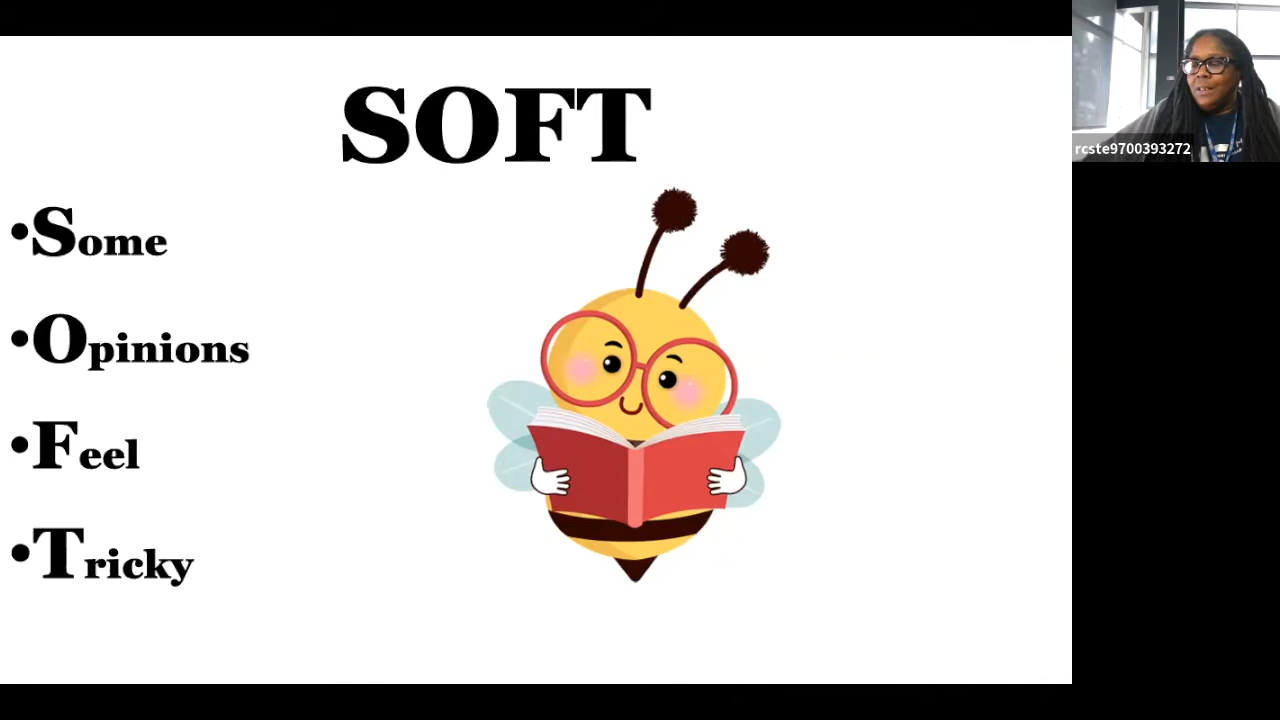 SOFT
•Some
•Opinions
•Feel
•Tricky
rcste9700393272